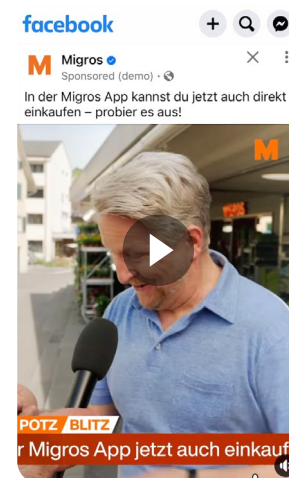 facebook
Migros
Sponsored (demo) ·
In der Migros App kannst du jetzt auch direkt
einkaufen – probier es aus!
M
POTZ BLITZ
r Migros App jetzt auch einkauf